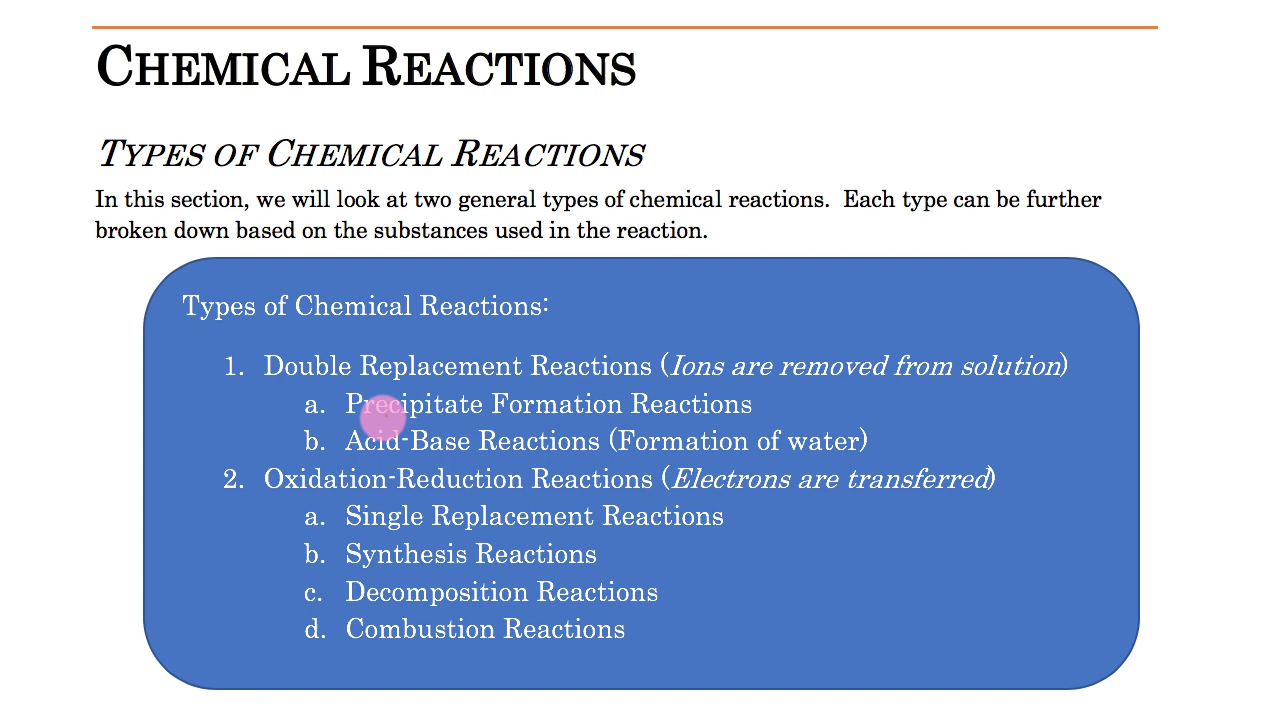 CHEMICAL REACTIONS
TYPES OF CHEMICAL REACTIONS
In this section, we will look at two general types of chemical reactions.  Each type can be further
broken down based on the substances used in the reaction.
Types of Chemical Reactions:
1. Double Replacement Reactions (Ions are removed from solution)
a. Precipitate Formation Reactions
b. Acid-Base Reactions (Formation of water)
2. Oxidation-Reduction Reactions (Electrons are transferred)
a. Single Replacement Reactions
b. Synthesis Reactions
c. Decomposition Reactions
d. Combustion Reactions